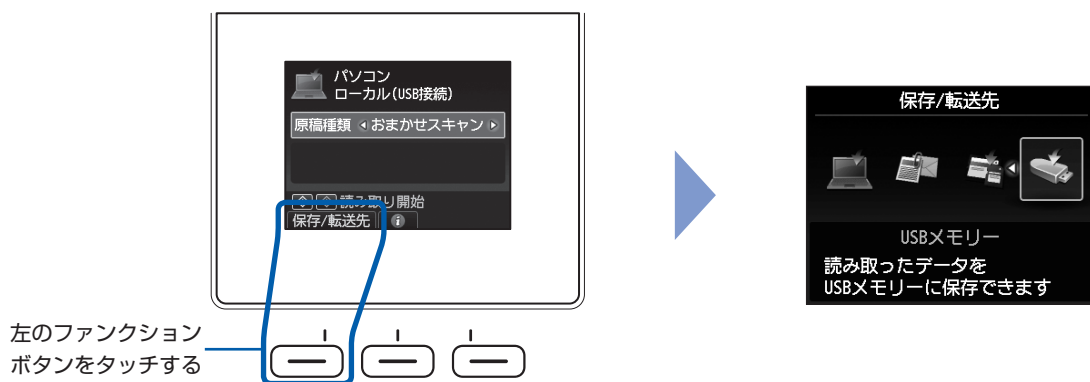 パソコン
ローカル(USB接続)
原稿種類 おまかせスキャン
読み取り開始
保存/転送先
左のファンクション
ボタンをタッチする
保存/転送先
USBメモリー
読み取ったデータを
USBメモリーに保存できます